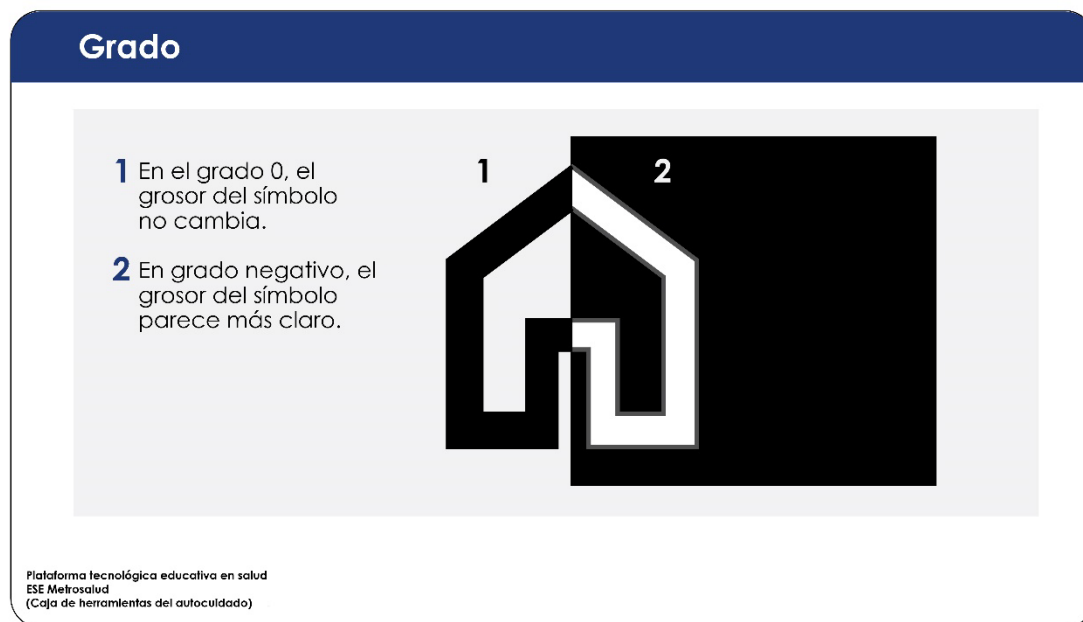 Grado
1 En el grado 0, el
grosor del símbolo
no cambia.
2 En grado negativo, el
grosor del símbolo
parece más claro.
1
2
Plataforma tecnológica educativa en salud
ESE Metrosalud
(Caja de herramientas del autocuidado)